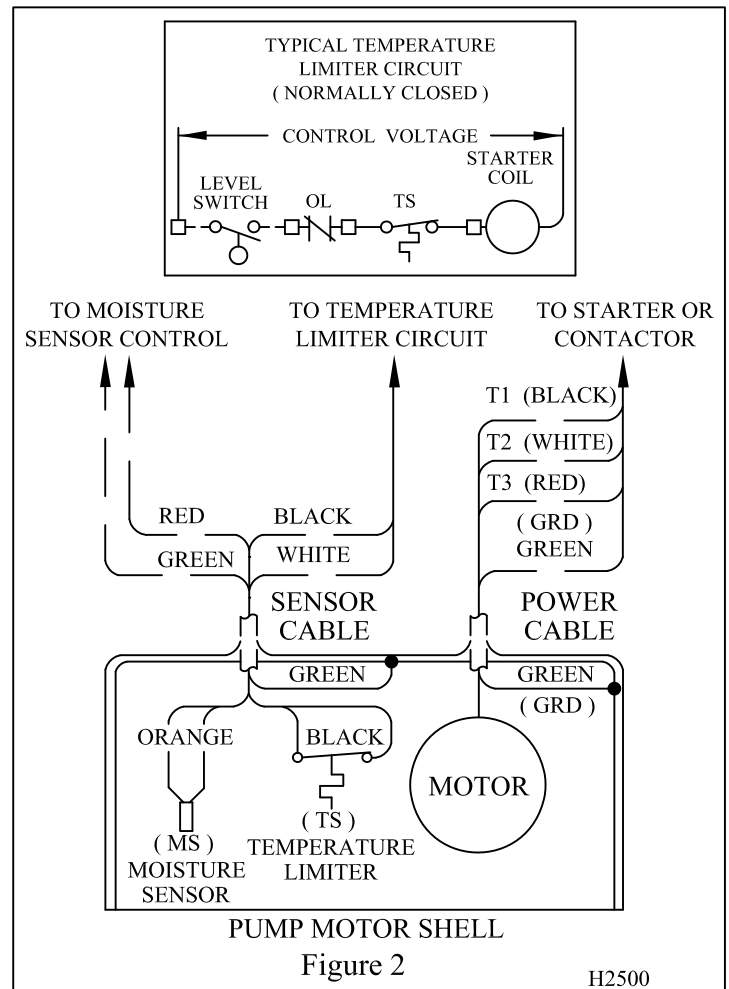 TYPICAL TEMPERATURE
LIMITER CIRCUIT
( NORMALLY CLOSED )
CONTROL VOLTAGE
STARTER
COIL
LEVEL
SWITCH
OL
TS
TO MOISTURE
SENSOR CONTROL
TO TEMPERATURE
LIMITER CIRCUIT
TO STARTER OR
CONTACTOR
T1 (BLACK)
T2 (WHITE)
T3 (RED)
( GRD )
GREEN
RED
GREEN
BLACK
WHITE
SENSOR
CABLE
POWER
CABLE
GREEN
GREEN
( GRD )
ORANGE
BLACK
MOTOR
( MS )
MOISTURE
SENSOR
( TS )
TEMPERATURE
LIMITER
PUMP MOTOR SHELL
Figure 2
H2500